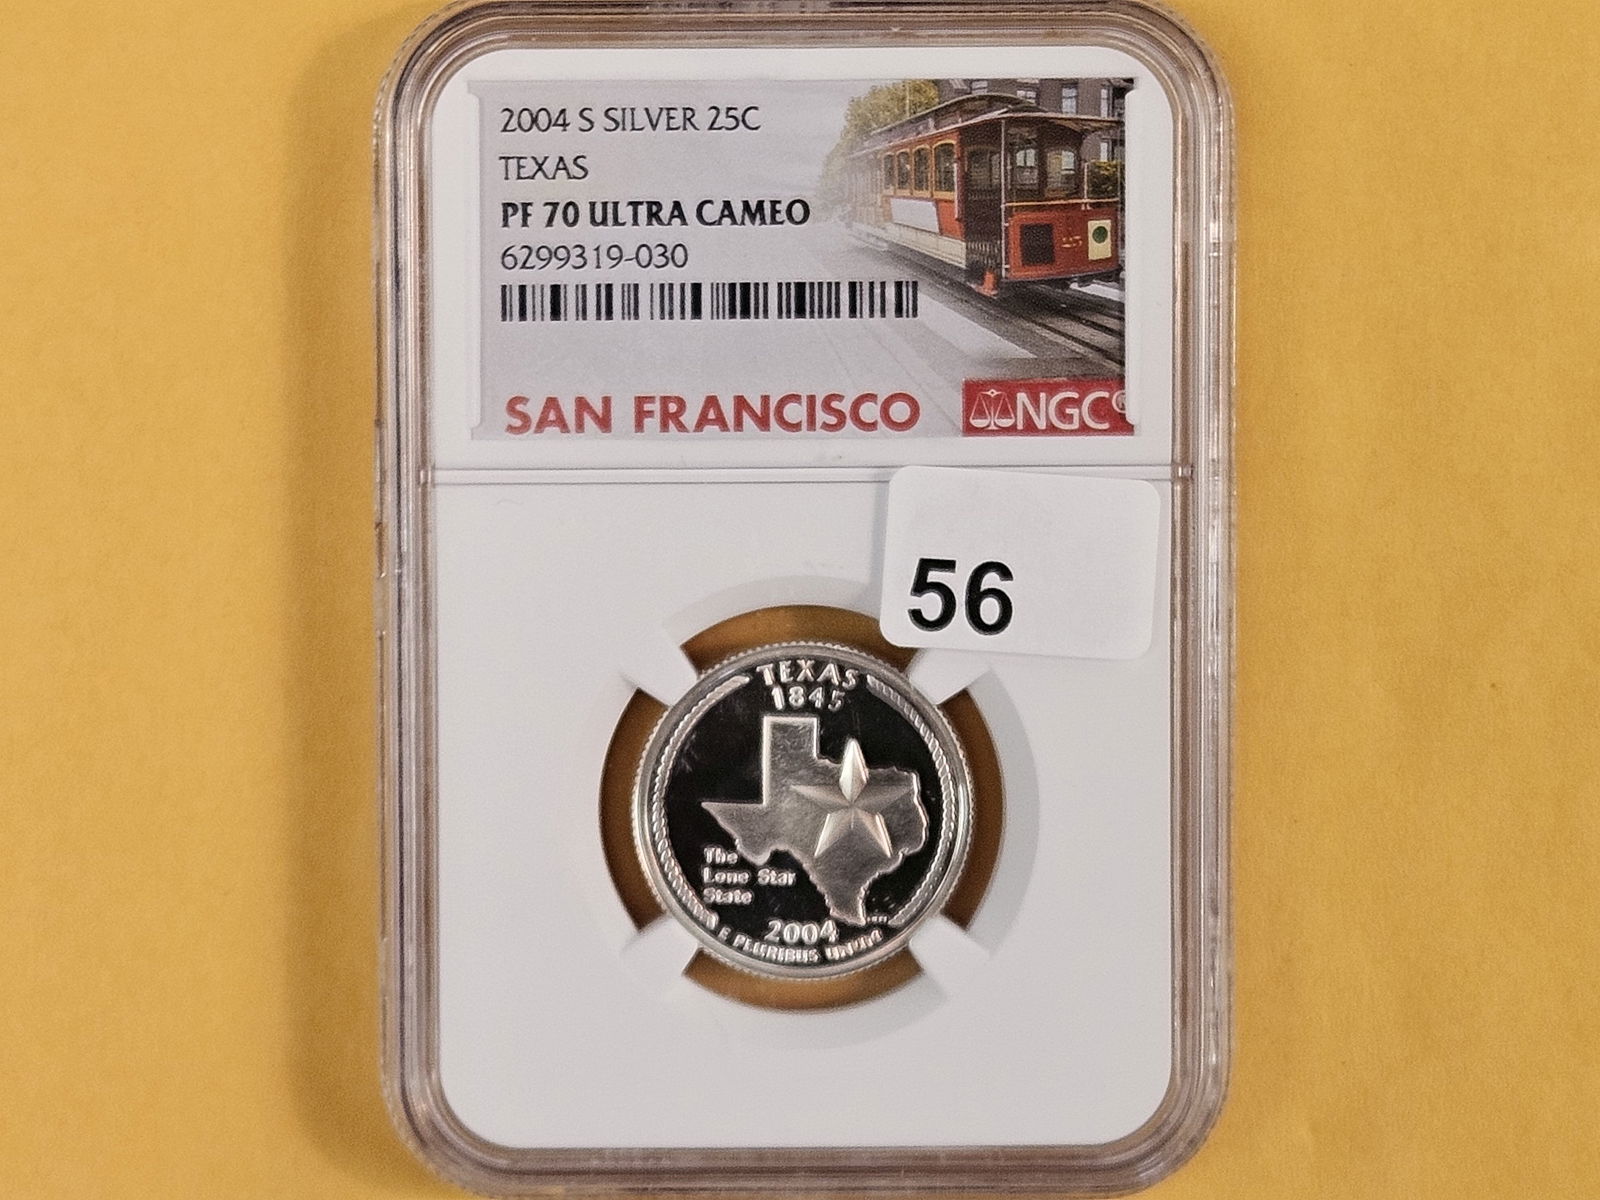 2004 S SILVER 25C
TEXAS
PF 70 ULTRA CAMEO
6299319-030
SAN FRANCISCO
NGC®
56
TEXAS
1845
The
Lone Star
State
2004
E PLURIBUS UNUM